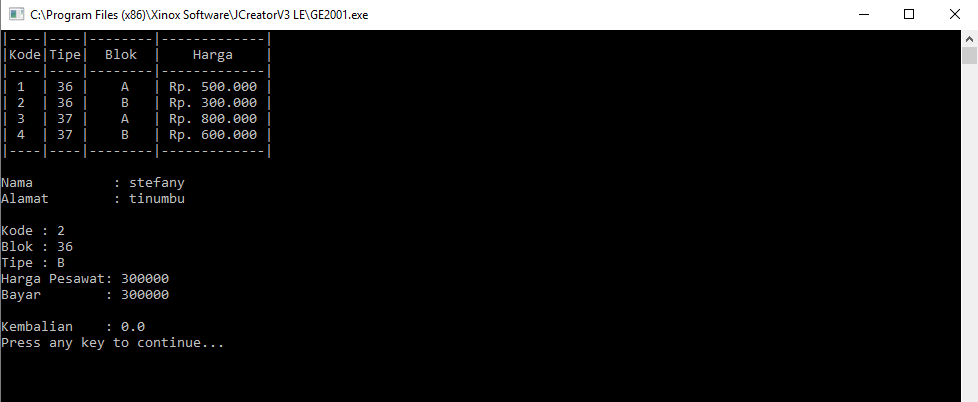 C:\Program Files (x86)\Xinox Software\JCreatorV3 LE\GE2001.exe
|----|----|--------|-------------|
|Kode|Tipe|  Blok  |    Harga    |
|----|----|--------|-------------|
| 1  | 36 |    A   | Rp. 500.000 |
| 2  | 36 |    B   | Rp. 300.000 |
| 3  | 37 |    A   | Rp. 800.000 |
| 4  | 37 |    B   | Rp. 600.000 |
|----|----|--------|-------------|
Nama          : stefany
Alamat        : tinumbu
Kode : 2
Blok : 36
Tipe : B
Harga Pesawat: 300000
Bayar        : 300000
Kembalian    : 0.0
Press any key to continue...